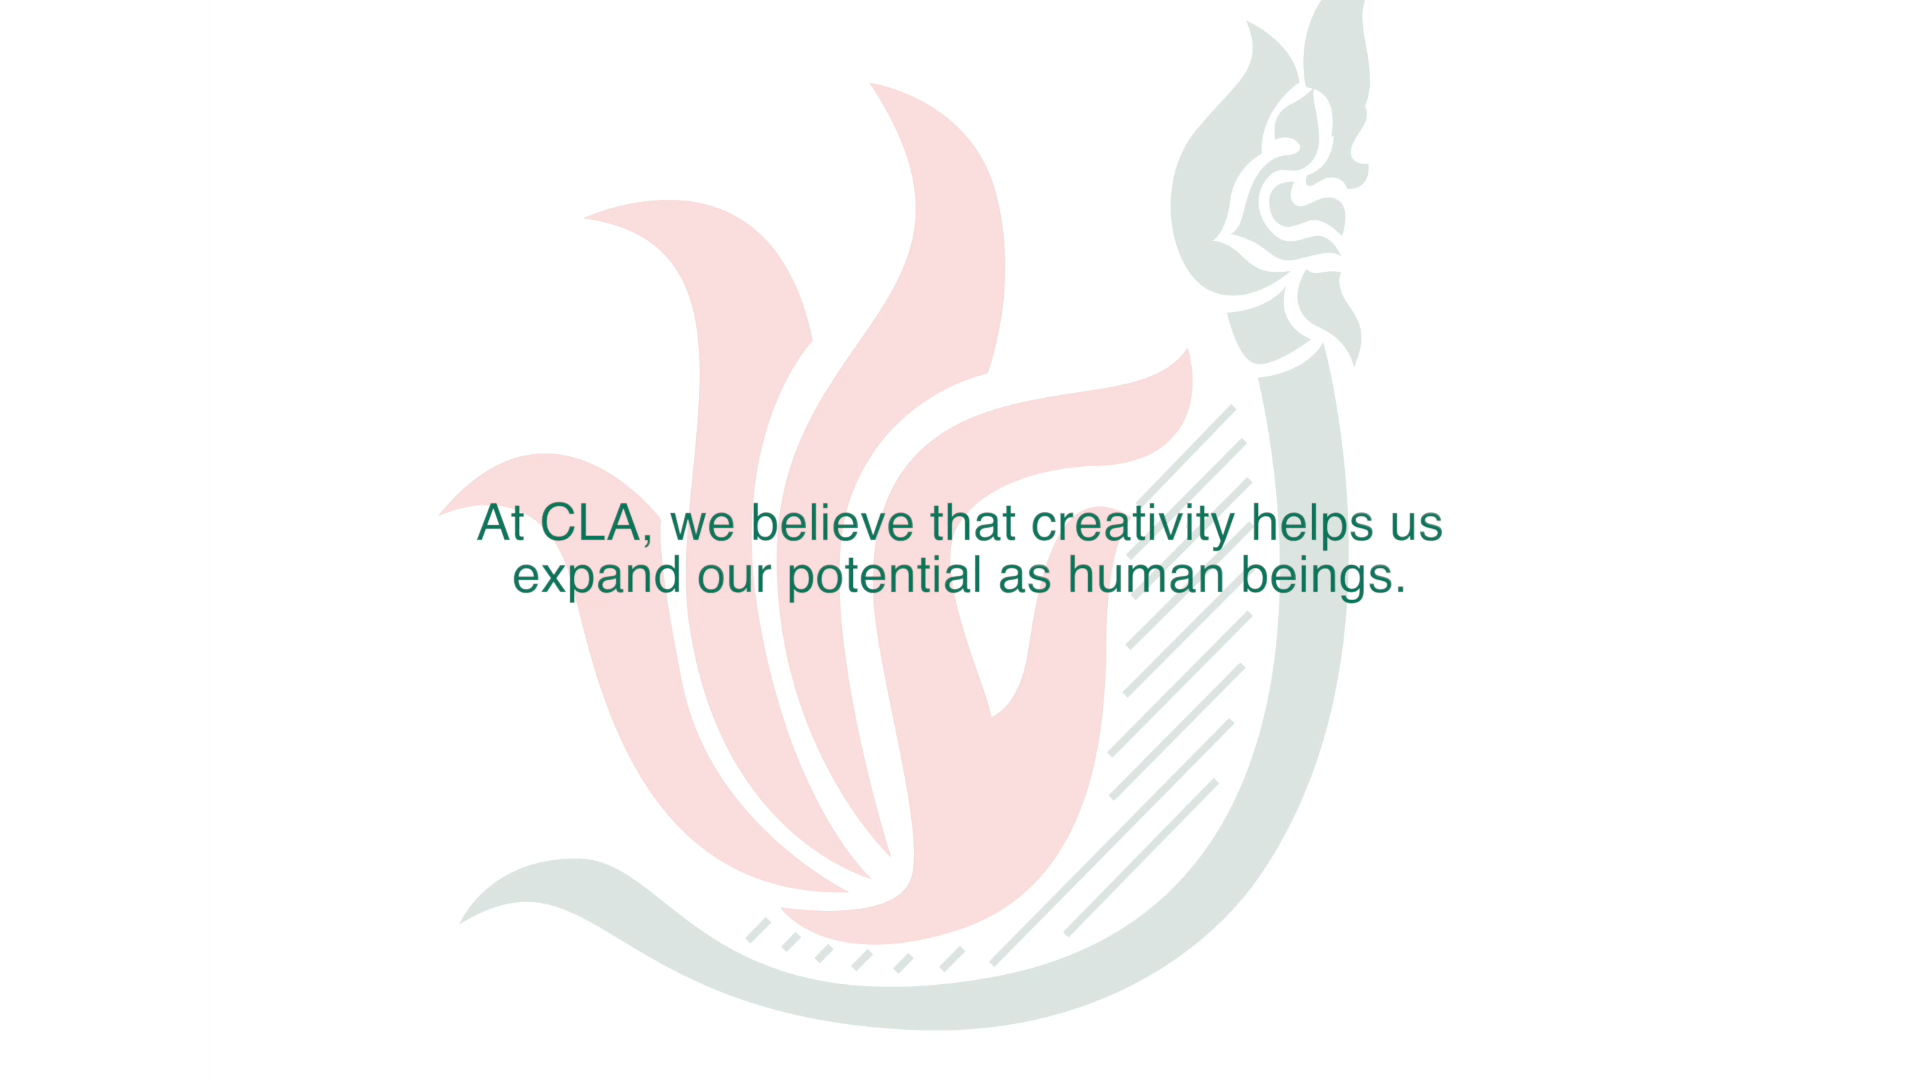 At CLA, we believe that creativity helps us
expand our potential as human beings.